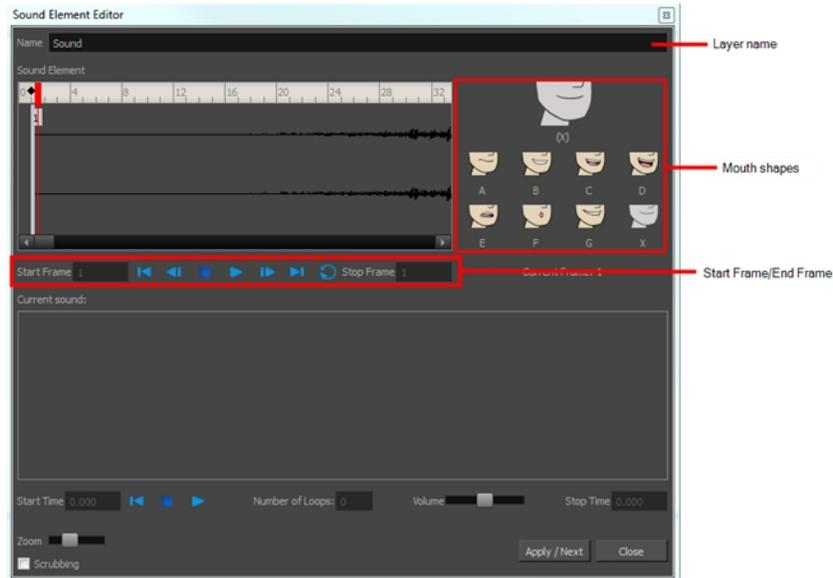 Sound Element Editor
Name Sound
Layer name
Sound Element
0 4 8 12 16 20 24 28 32
1
(X)
Mouth shapes
A B C D
E F G X
Start Frame 1 Stop Frame 1 Current Frame: 1
Start Frame/End Frame
Current sound:
Start Time 0.000 Number of Loops: 0 Volume Stop Time 0.000
Zoom
Apply / Next Close
Scrubbing